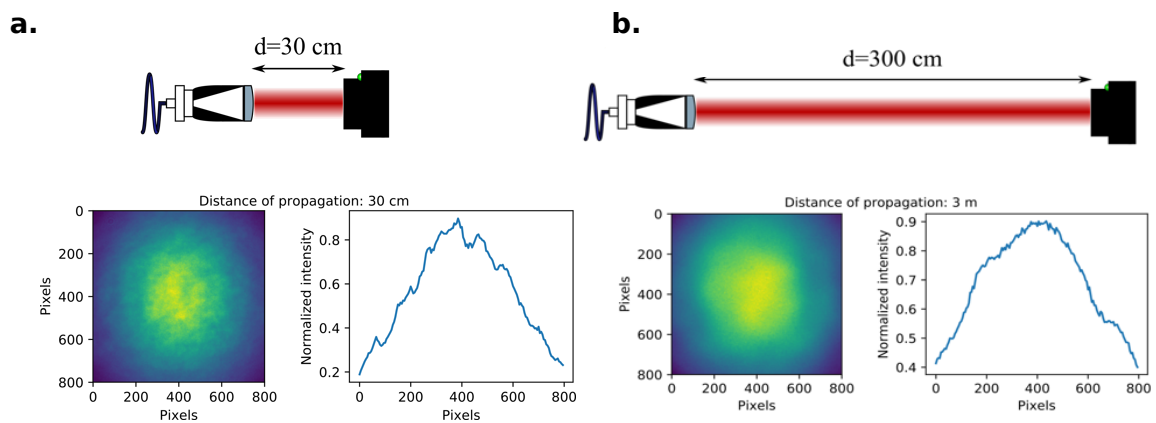 a.
d=30 cm
Distance of propagation: 30 cm
0
200
400
600
800
Pixels
0 200 400 600 800
Pixels
Normalized intensity
0.8
0.6
0.4
0.2
0 200 400 600 800
Pixels
b.
d=300 cm
Distance of propagation: 3 m
0
200
400
600
800
Pixels
0 200 400 600 800
Pixels
Normalized intensity
0.9
0.8
0.7
0.6
0.5
0.4
0 200 400 600 800
Pixels